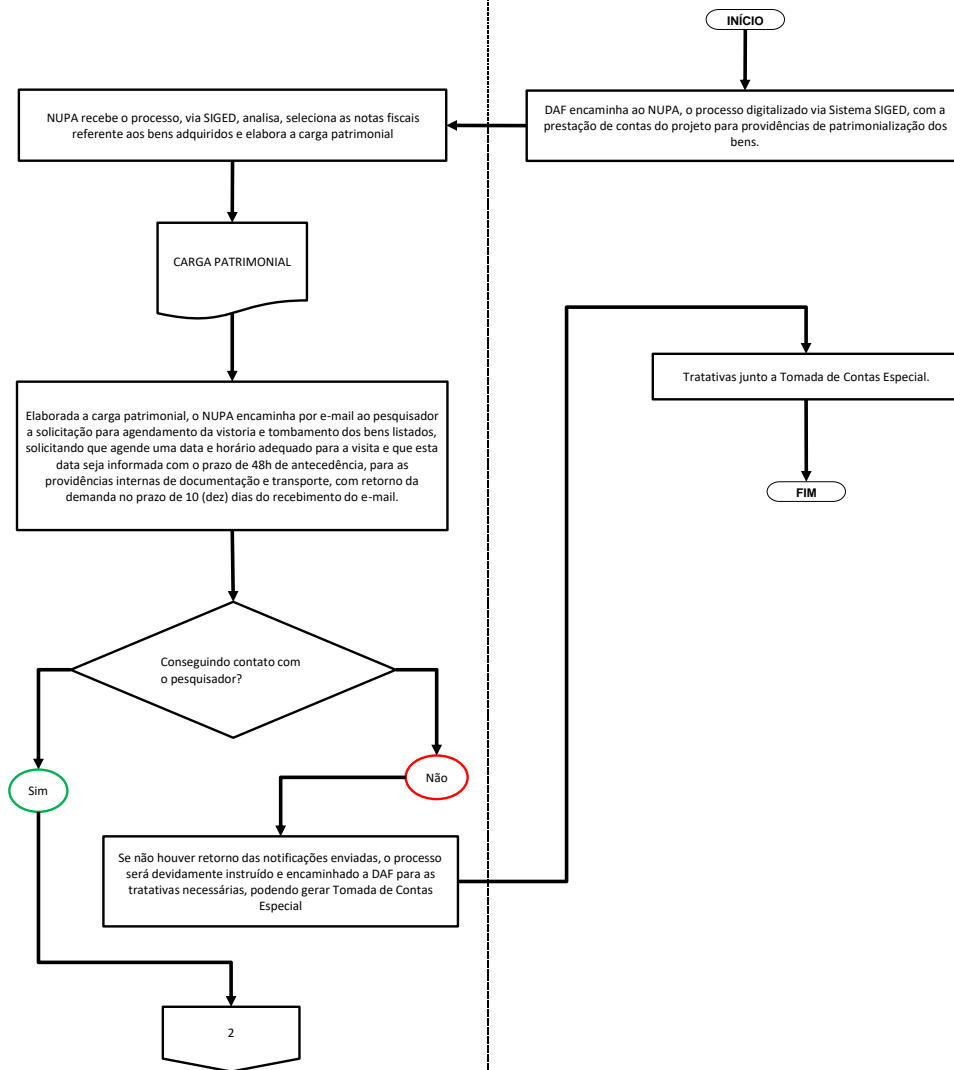 INÍCIO
DAF encaminha ao NUPA, o processo digitalizado via Sistema SIGED, com a
prestação de contas do projeto para providências de patrimonialização dos
bens.
NUPA recebe o processo, via SIGED, analisa, seleciona as notas fiscais
referente aos bens adquiridos e elabora a carga patrimonial
CARGA PATRIMONIAL
Elaborada a carga patrimonial, o NUPA encaminha por e-mail ao pesquisador
a solicitação para agendamento da vistoria e tombamento dos bens listados,
solicitando que agende uma data e horário adequado para a visita e que esta
data seja informada com o prazo de 48h de antecedência, para as
providências internas de documentação e transporte, com retorno da
demanda no prazo de 10 (dez) dias do recebimento do e-mail.
Conseguindo contato com
o pesquisador?
Sim
Não
Se não houver retorno das notificações enviadas, o processo
será devidamente instruído e encaminhado a DAF para as
tratativas necessárias, podendo gerar Tomada de Contas
Especial
Tratativas junto a Tomada de Contas Especial.
FIM
2